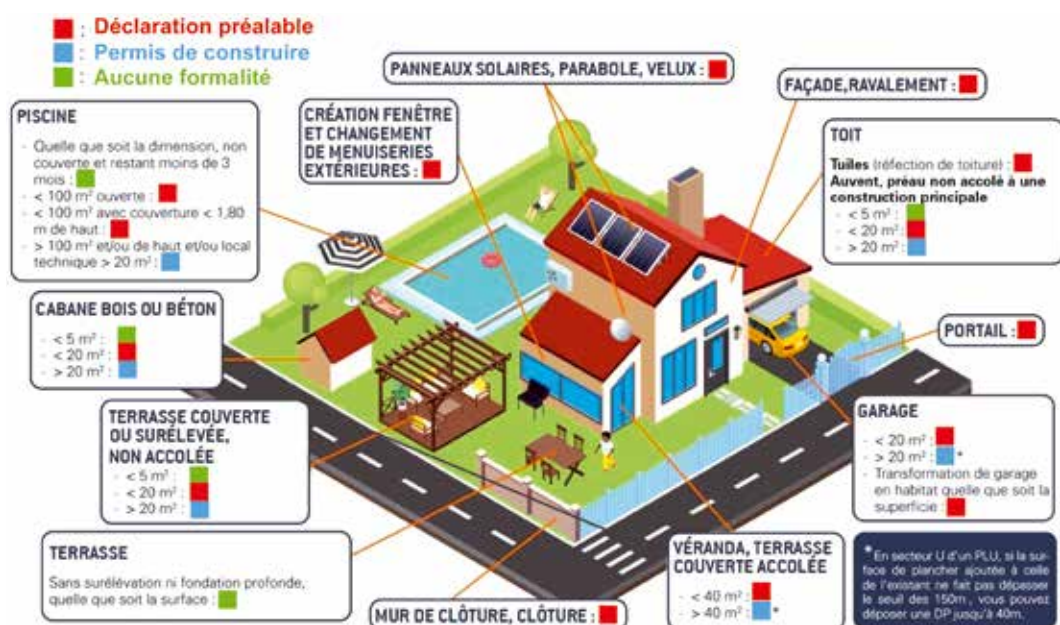 : Déclaration préalable
: Permis de construire
: Aucune formalité
PISCINE
- Quelle que soit la dimension, non
couverte et restant moins de 3
mois :
- < 100 m² ouverte :
- < 100 m² avec couverture < 1,80
m de haut :
- > 100 m² et/ou de haut et/ou local
technique > 20 m² :
CABANE BOIS OU BÉTON
- < 5 m² :
- < 20 m² :
- > 20 m² :
TERRASSE COUVERTE
OU SURÉLEVÉE,
NON ACCOLÉE
- < 5 m² :
- < 20 m² :
- > 20 m² :
TERRASSE
Sans surélévation ni fondation profonde,
quelle que soit la surface :
CRÉATION FENÊTRE
ET CHANGEMENT
DE MENUISERIES
EXTÉRIEURES :
PANNEAUX SOLAIRES, PARABOLE, VELUX :
FAÇADE,RAVALEMENT :
TOIT
Tuiles (réfection de toiture) :
Auvent, préau non accolé à une
construction principale
- < 5 m² :
- < 20 m² :
- > 20 m² :
PORTAIL :
GARAGE
- < 20 m² :
- > 20 m² : *
- Transformation de garage
en habitat quelle que soit la
superficie :
MUR DE CLÔTURE, CLÔTURE :
VÉRANDA, TERRASSE
COUVERTE ACCOLÉE
- < 40 m² :
- > 40 m² : *
* En secteur U d'un PLU, si la sur-
face de plancher ajoutée à celle
de l'existant ne fait pas dépasser
le seuil des 150m, vous pouvez
déposer une DP jusqu'à 40m.